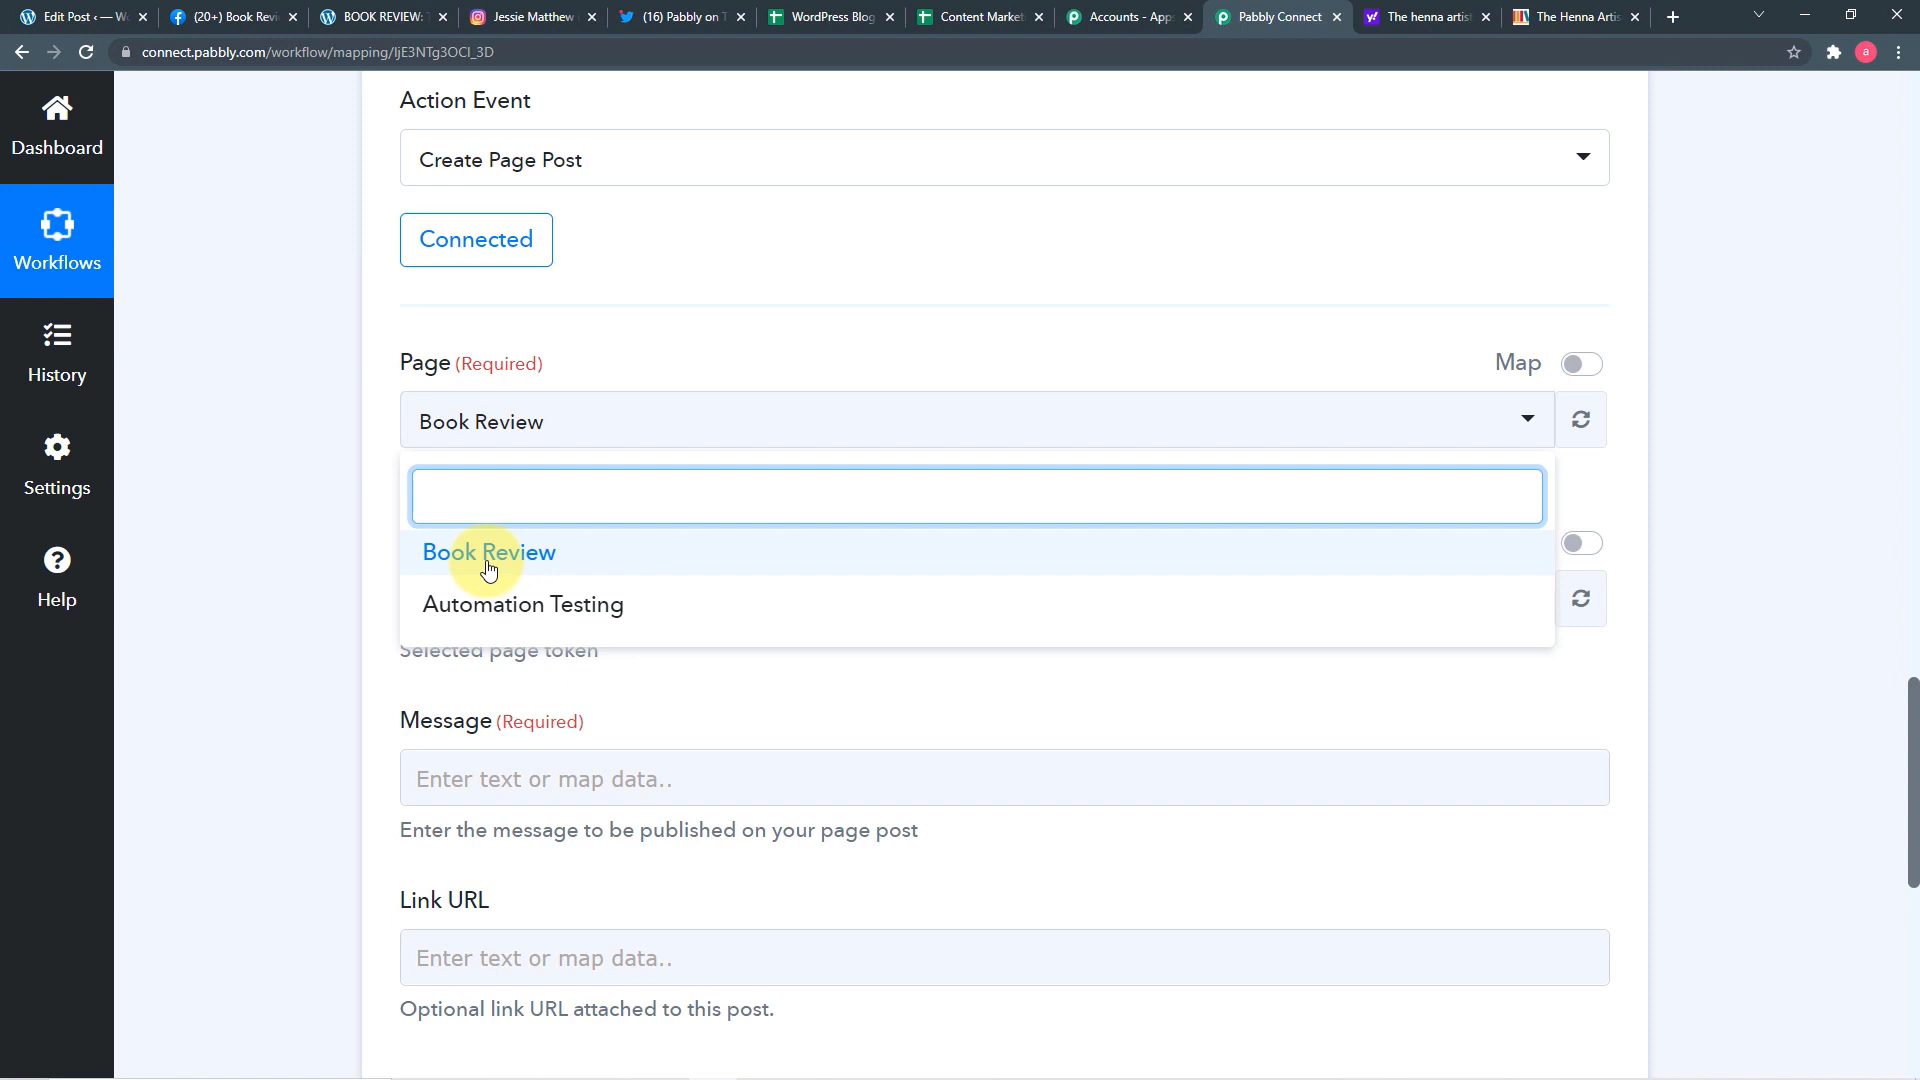 Edit Post ‹ — W
(20+) Book Revi
BOOK REVIEW:
Jessie Matthew
(16) Pabbly on T
WordPress Blog
Content Market
Accounts - App
Pabbly Connect
The henna artis
The Henna Artis
connect.pabbly.com/workflow/mapping/IjE3NTg3OCI_3D
a
Dashboard
Workflows
History
Settings
Help
Action Event
Create Page Post
Connected
Page (Required)
Map
Book Review
Book Review
Automation Testing
Selected page token
Message (Required)
Enter text or map data..
Enter the message to be published on your page post
Link URL
Enter text or map data..
Optional link URL attached to this post.